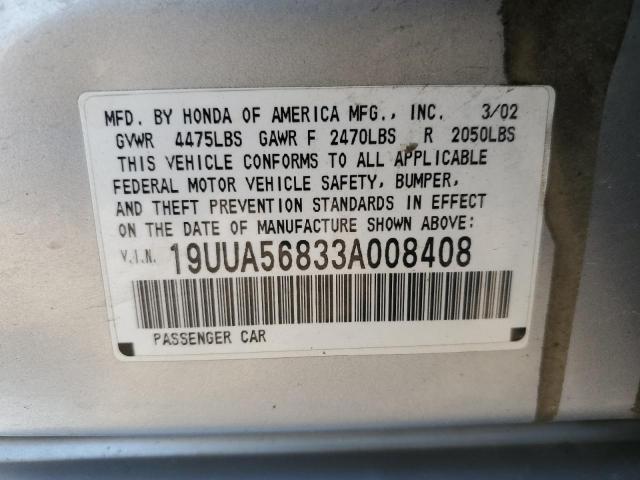 MFD. BY HONDA OF AMERICA MFG., INC. 3/02
GVWR 4475LBS GAWR F 2470LBS R 2050LBS
THIS VEHICLE CONFORMS TO ALL APPLICABLE
FEDERAL MOTOR VEHICLE SAFETY, BUMPER,
AND THEFT PREVENTION STANDARDS IN EFFECT
ON THE DATE OF MANUFACTURE SHOWN ABOVE:
V.I.N. 19UUA56833A008408
PASSENGER CAR